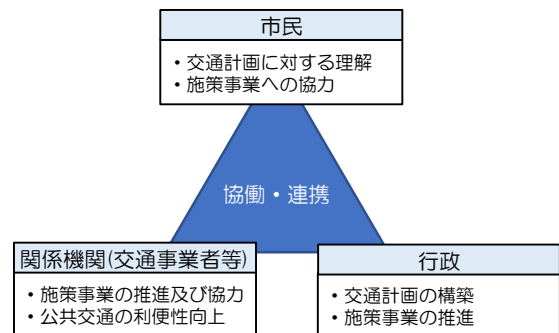 市民
・交通計画に対する理解
・施策事業への協力
協働・連携
関係機関(交通事業者等)
・施策事業の推進及び協力
・公共交通の利便性向上
行政
・交通計画の構築
・施策事業の推進